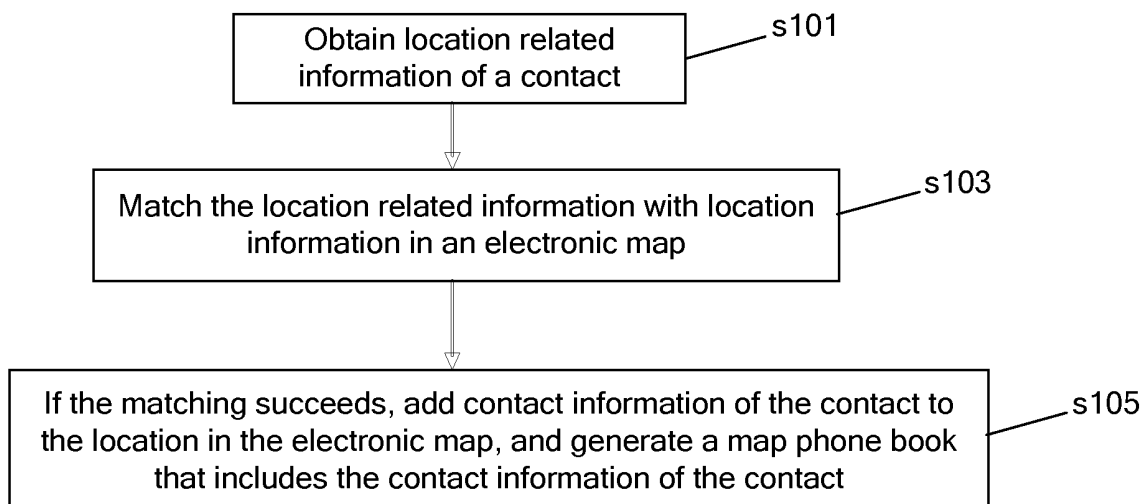 Obtain location related
information of a contact
s101
Match the location related information with location
information in an electronic map
s103
If the matching succeeds, add contact information of the contact to
the location in the electronic map, and generate a map phone book
that includes the contact information of the contact
s105